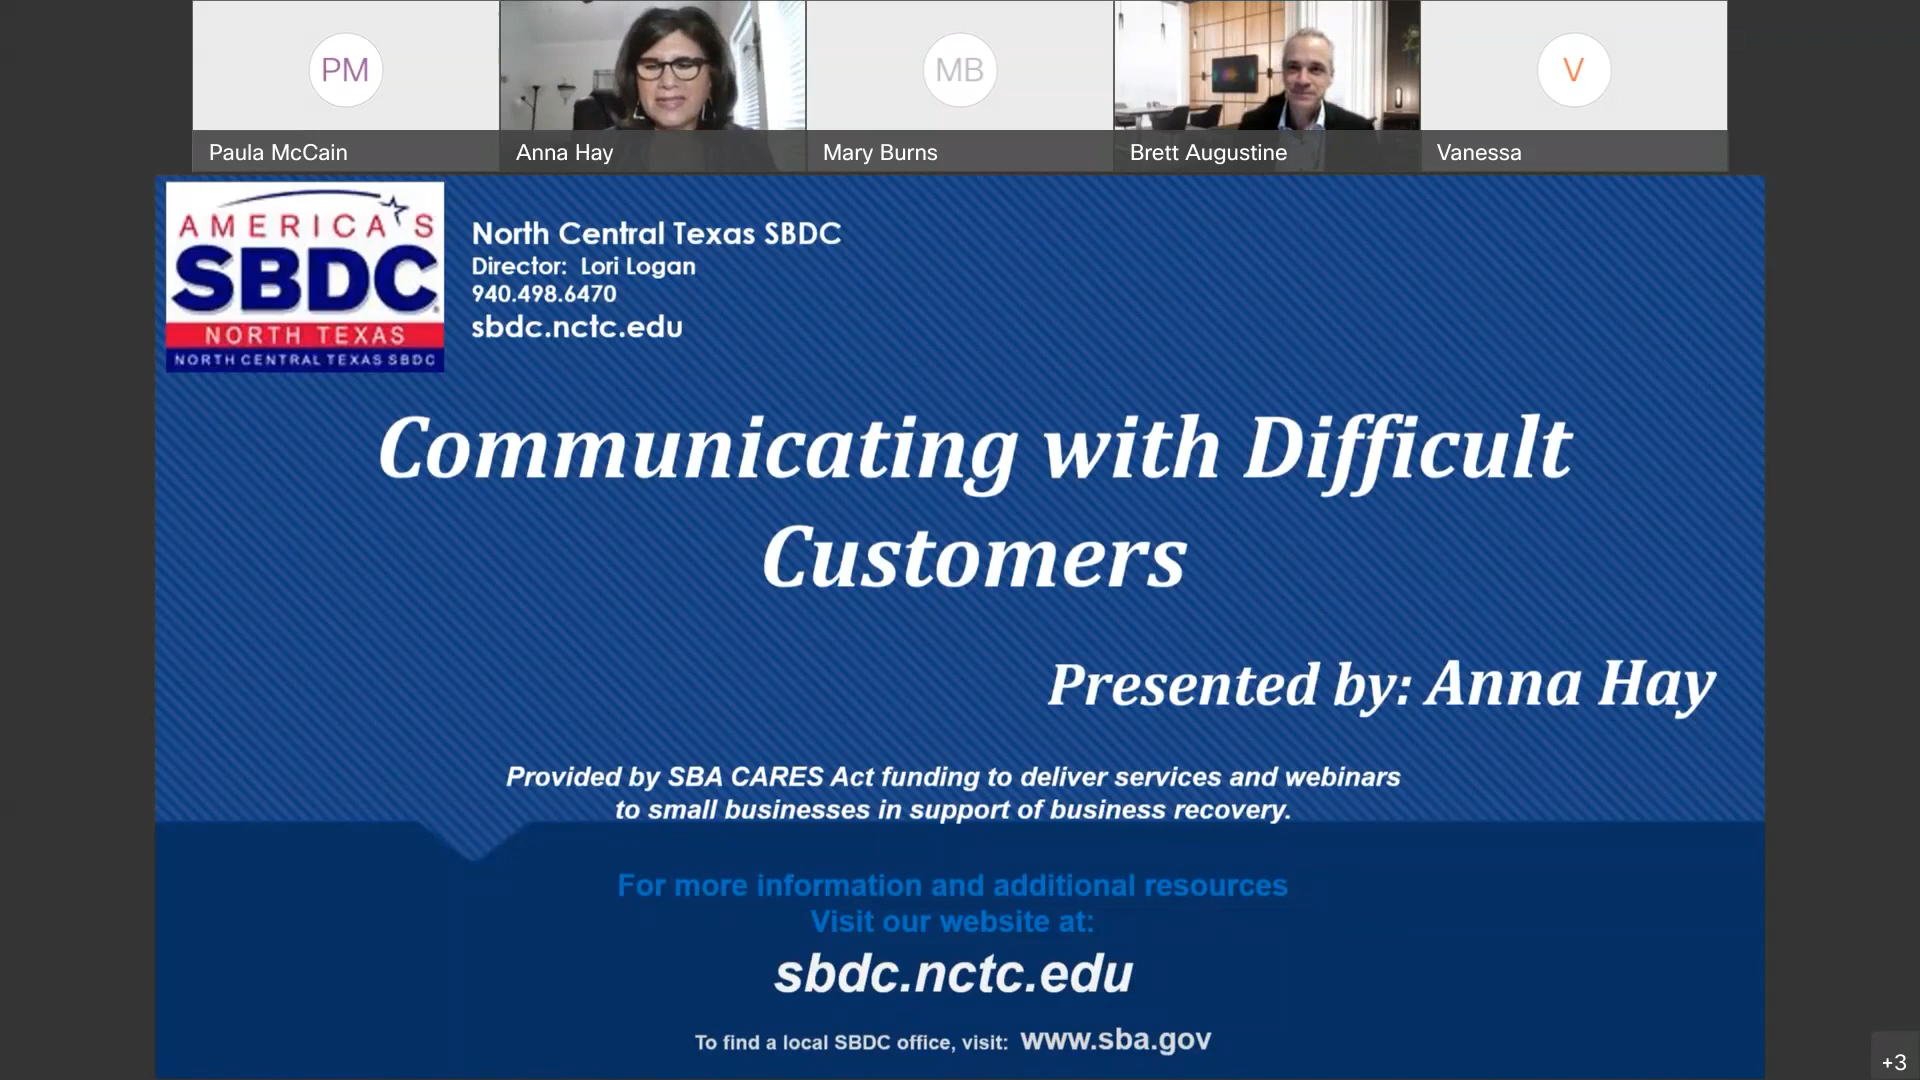 PM
MB
V
Paula McCain
Anna Hay
Mary Burns
Brett Augustine
Vanessa
AMERICA'S
SBDC
NORTH TEXAS
NORTH CENTRAL TEXAS SBDC
North Central Texas SBDC
Director: Lori Logan
940.498.6470
sbdc.nctc.edu
Communicating with Difficult
Customers
Presented by: Anna Hay
Provided by SBA CARES Act funding to deliver services and webinars
to small businesses in support of business recovery.
For more information and additional resources
Visit our website at:
sbdc.nctc.edu
To find a local SBDC office, visit: www.sba.gov
+3